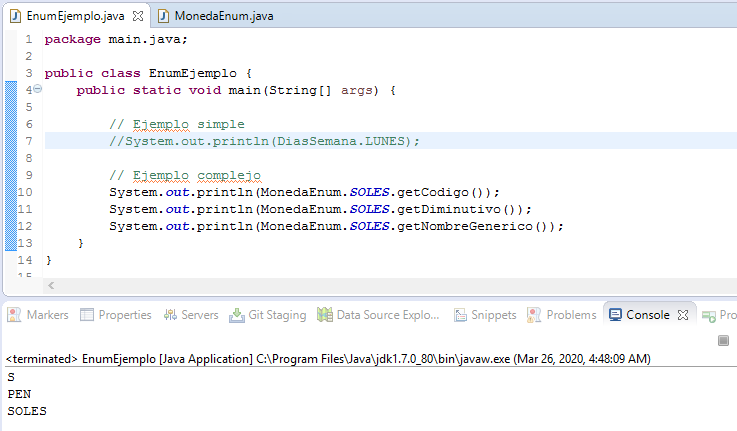 EnumEjemplo.java MonedaEnum.java
1 package main.java;
2
3 public class EnumEjemplo {
4 public static void main(String[] args) {
5
6 // Ejemplo simple
7 //System.out.println(DiasSemana.LUNES);
8
9 // Ejemplo complejo
10 System.out.println(MonedaEnum.SOLES.getCodigo());
11 System.out.println(MonedaEnum.SOLES.getDiminutivo());
12 System.out.println(MonedaEnum.SOLES.getNombreGenerico());
13 }
14 }
15
Markers Properties Servers Git Staging Data Source Explo... Snippets Problems Console Pro
<terminated> EnumEjemplo [Java Application] C:\Program Files\Java\jdk1.7.0_80\bin\javaw.exe (Mar 26, 2020, 4:48:09 AM)
S
PEN
SOLES